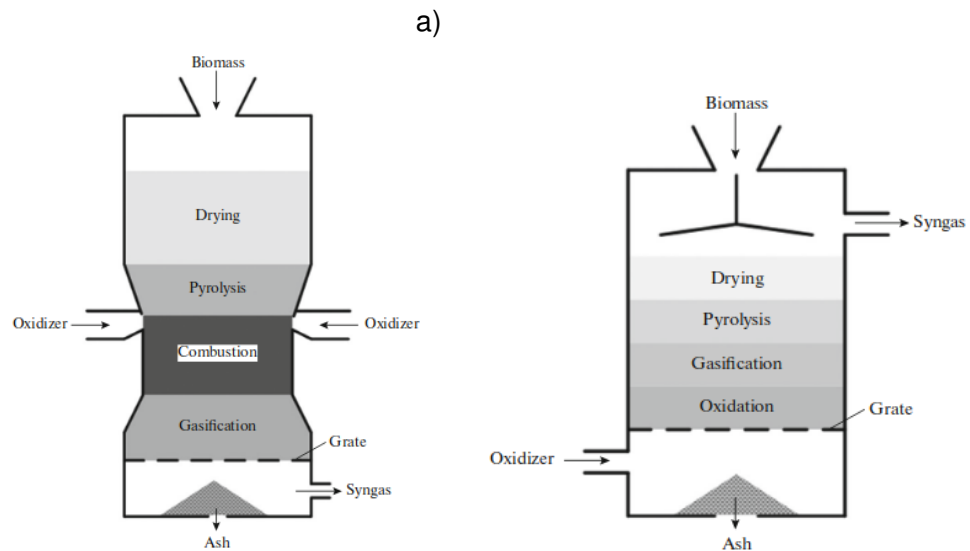 a)
Biomass
Drying
Pyrolysis
Oxidizer
Oxidizer
Combustion
Gasification
Grate
Syngas
Ash
Biomass
Syngas
Drying
Pyrolysis
Gasification
Oxidation
Grate
Oxidizer
Ash